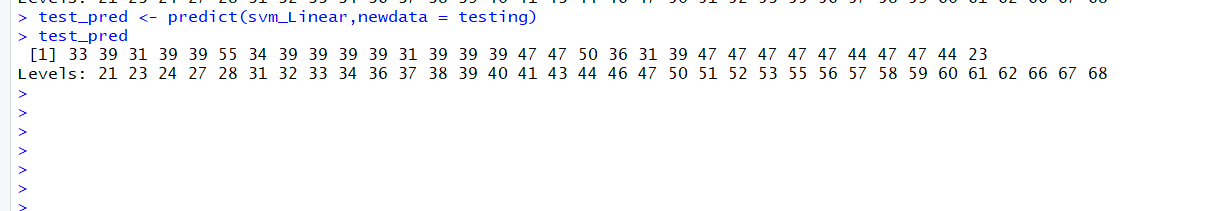 > test_pred <- predict(svm_Linear,newdata = testing)
> test_pred
[1] 33 39 31 39 39 55 34 39 39 39 39 31 39 39 39 47 47 50 36 31 39 47 47 47 47 47 44 47 47 44 23
Levels: 21 23 24 27 28 31 32 33 34 36 37 38 39 40 41 43 44 46 47 50 51 52 53 55 56 57 58 59 60 61 62 66 67 68
>
>
>
>
>
>
>